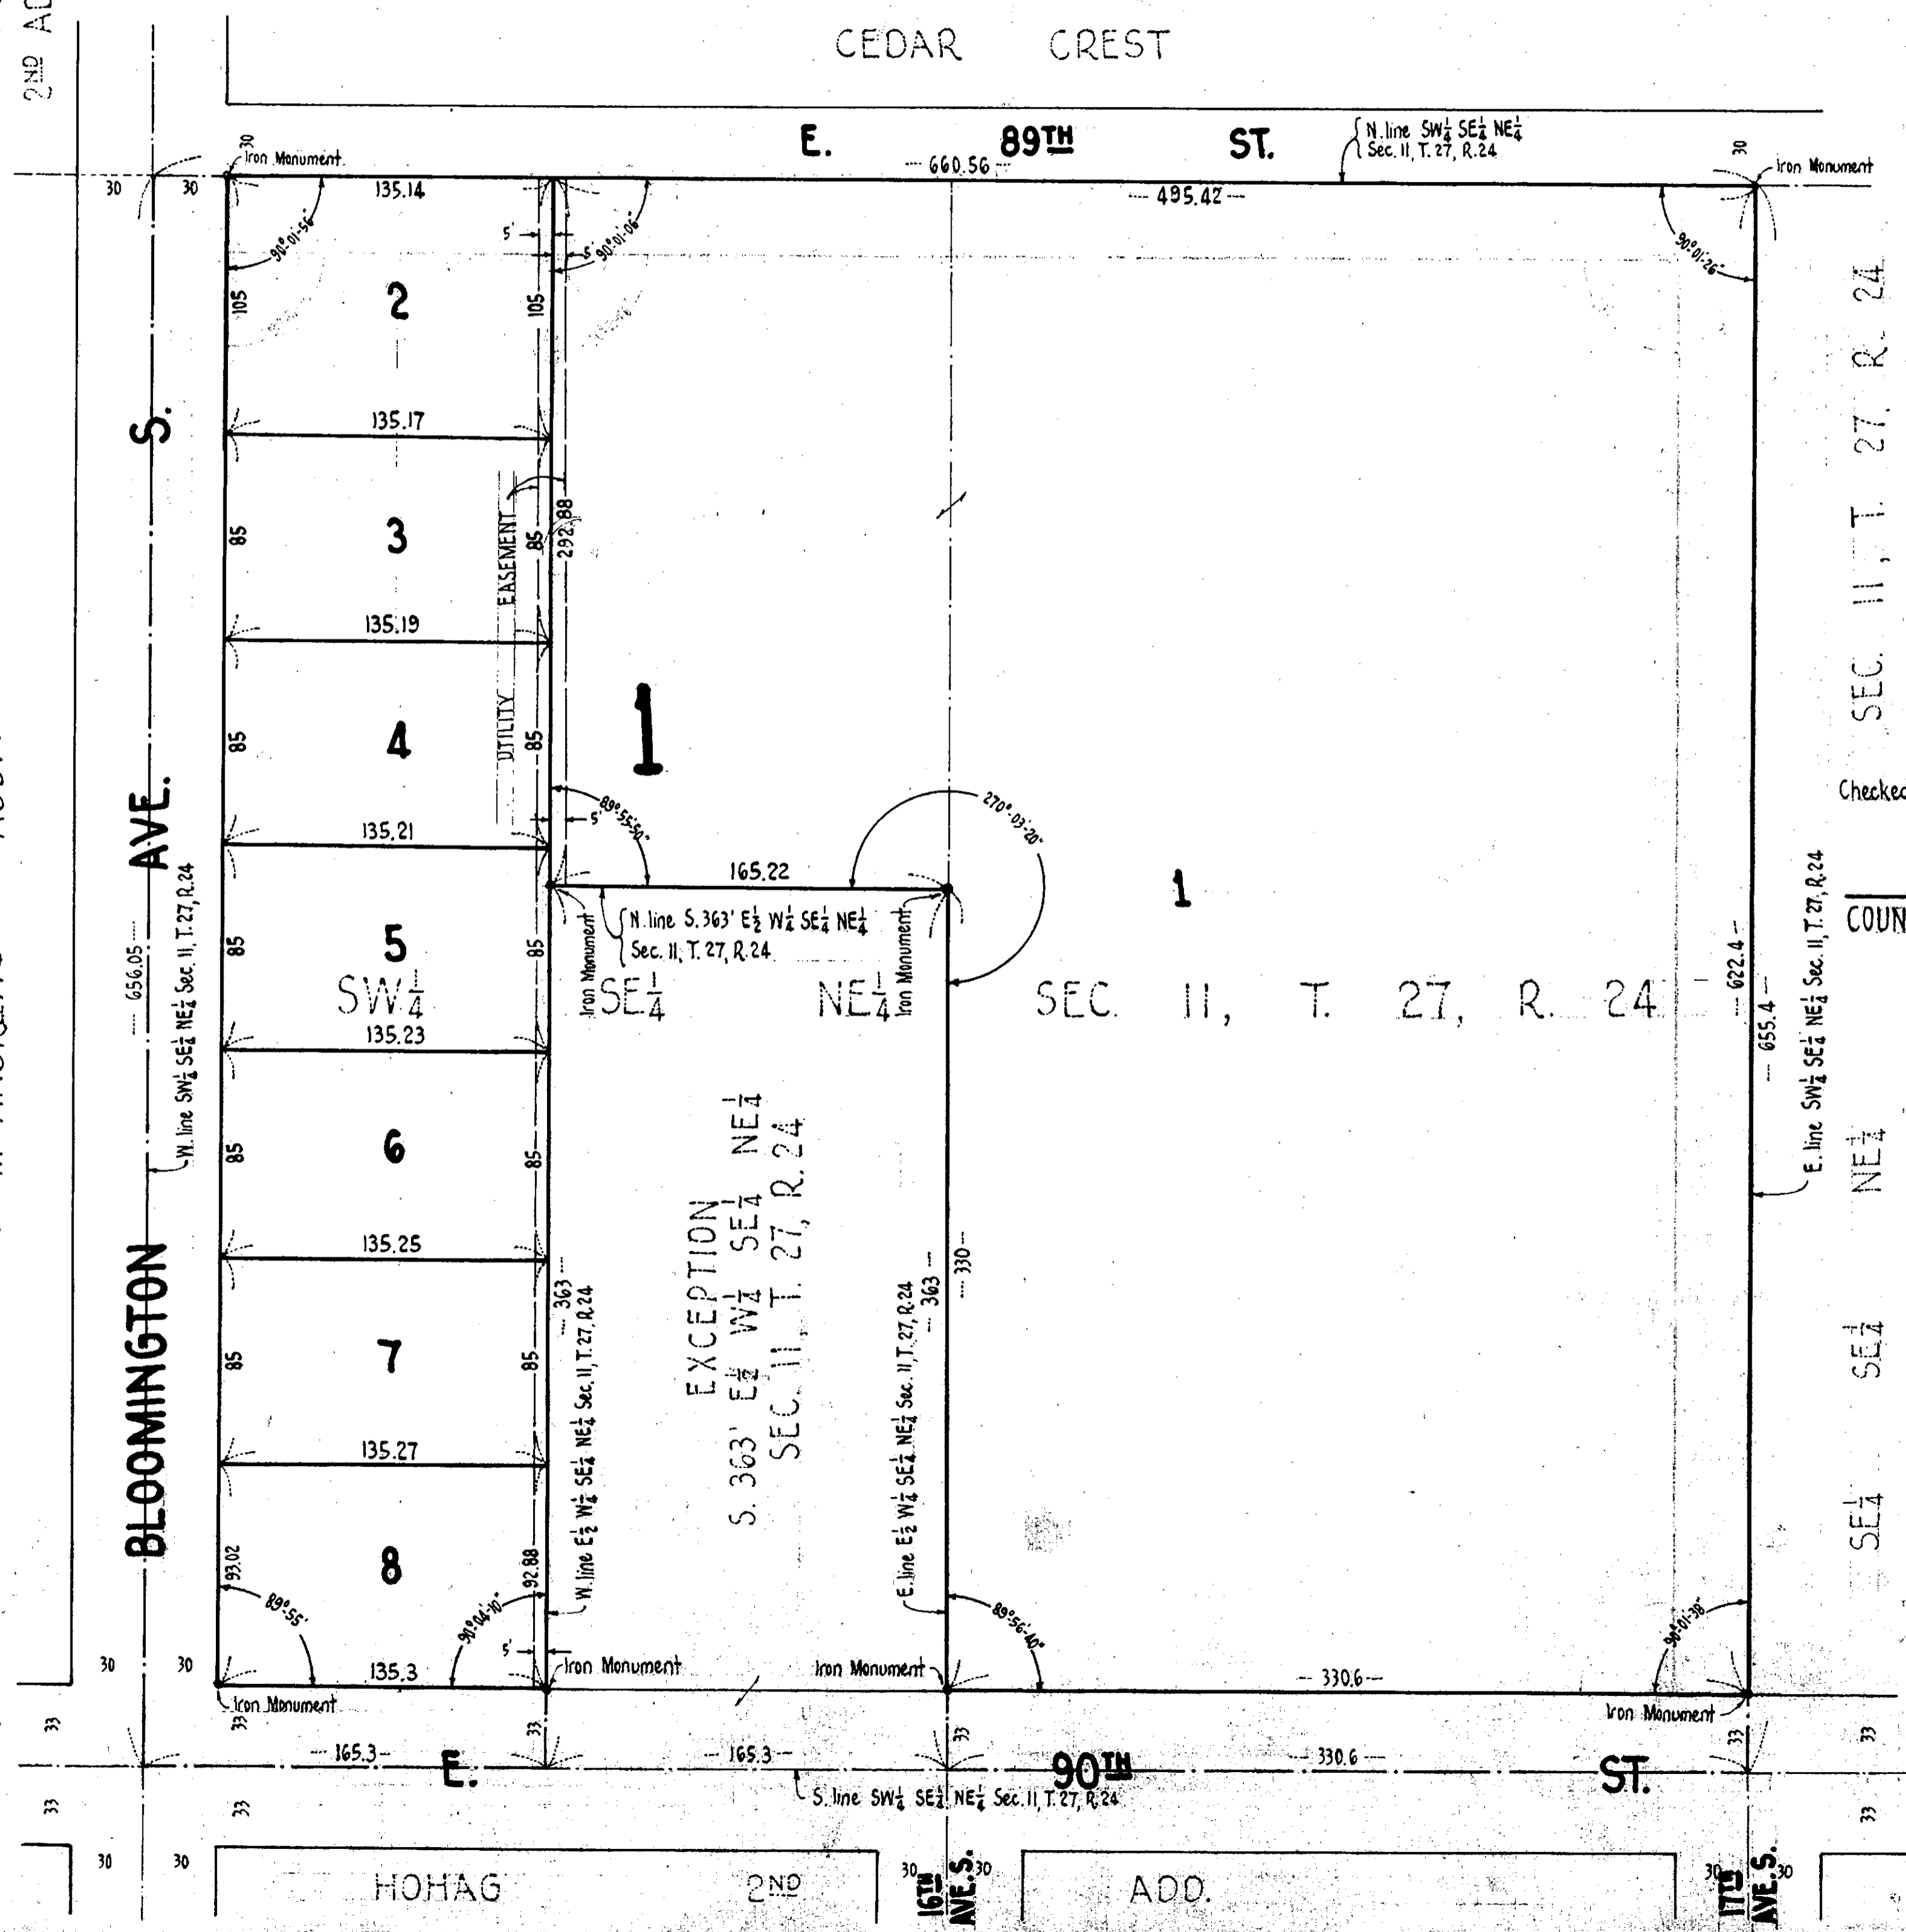 2ND
CEDAR CREST
E. 89TH ST.
N. line SW¼ SE¼ NE¼
Sec. 11, T. 27, R. 24
30
Iron Monument
30
Iron Monument
30
30
135.14
--- 660.56 ---
--- 495.42 ---
90°-01'-56"
5'
5'
90°-01'-06"
90°-01'-26"
105
2
105
135.17
S.
85
3
85
292.88
UTILITY EASEMENT
135.19
85
4
85
1
5'
89°-55'-50"
270°-03'-20"
135.21
AVE.
165.22
1
N. line S. 363' E½ W¼ SE¼ NE¼
Sec. 11, T. 27, R. 24
Iron Monument
Iron Monument
85
5
85
--- 656.05 ---
W. line SW¼ SE¼ NE¼ Sec. 11, T. 27, R. 24
SW¼ SE¼ NE¼ SEC. 11, T. 27, R. 24
--- 622.4 ---
--- 655.4 ---
E. line SW¼ SE¼ NE¼ Sec. 11, T. 27, R. 24
SE¼ SE¼ NE¼ SEC. 11, T. 27, R. 24
Checked
COUN
135.23
85
6
85
135.25
EXCEPTION
S. 363' E½ W¼ SE¼ NE¼
SEC. 11, T. 27, R. 24
BLOOMINGTON
85
7
85
--- 363 ---
W. line E½ W¼ SE¼ NE¼ Sec. 11, T. 27, R. 24
--- 363 ---
E. line E½ W¼ SE¼ NE¼ Sec. 11, T. 27, R. 24
--- 330 ---
135.27
93.02
8
92.88
89°-55'
90°-04'-10"
89°-56'-40"
90°-01'-38"
5'
30
30
135.3
Iron Monument
Iron Monument
--- 330.6 ---
Iron Monument
Iron Monument
33
33
33
33
33
33
--- 165.3 ---
--- 165.3 ---
--- 330.6 ---
E. 90TH ST.
S. line SW¼ SE¼ NE¼ Sec. 11, T. 27, R. 24
33
33
33
30
30
30
30
30
30
HOHAG 2ND ADD.
16TH
AVE. S.
17TH
AVE. S.